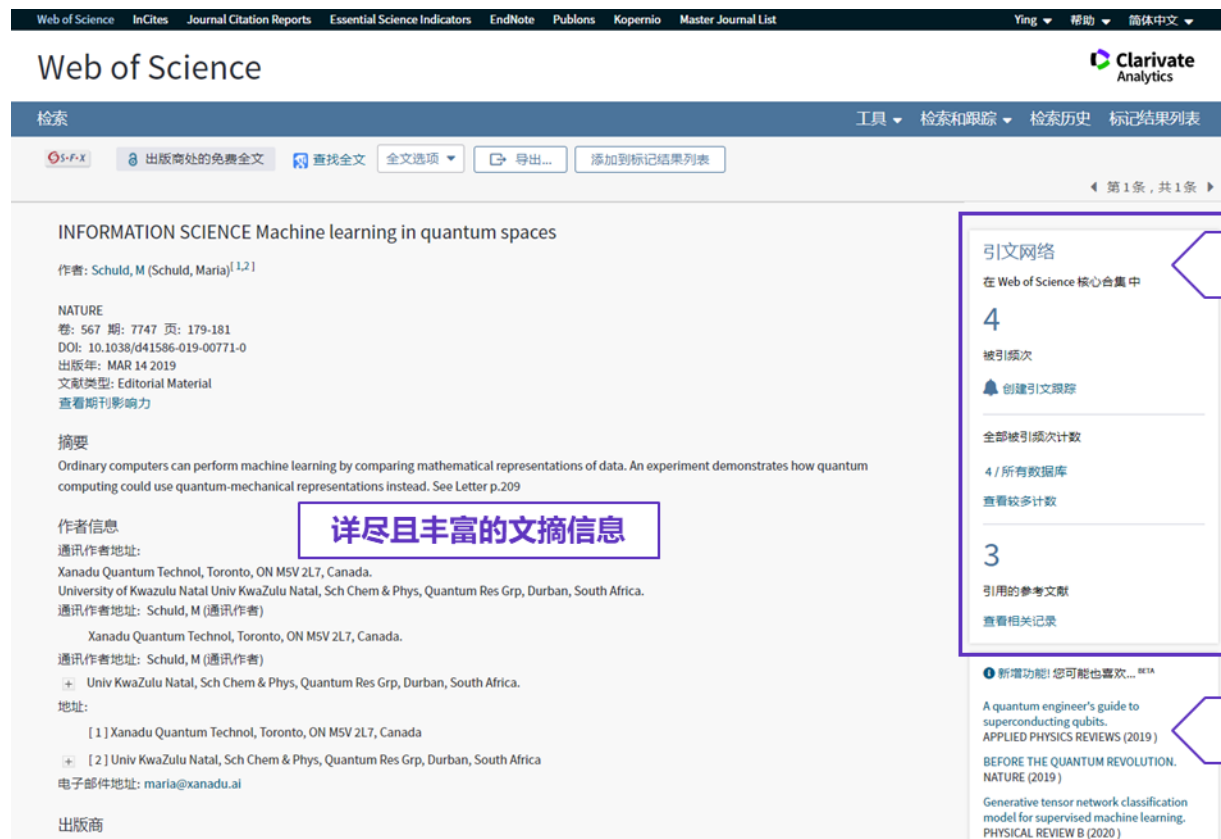 Web of Science InCites Journal Citation Reports Essential Science Indicators EndNote Publons Kopernio Master Journal List Ying 帮助 简体中文
Web of Science
Clarivate
Analytics
检索 工具 检索和跟踪 检索历史 标记结果列表
S·F·X 出版商处的免费全文 查找全文 全文选项 导出... 添加到标记结果列表
第1条，共1条
INFORMATION SCIENCE Machine learning in quantum spaces
作者: Schuld, M (Schuld, Maria)[ 1,2 ]
NATURE
卷: 567 期: 7747 页: 179-181
DOI: 10.1038/d41586-019-00771-0
出版年: MAR 14 2019
文献类型: Editorial Material
查看期刊影响力
摘要
Ordinary computers can perform machine learning by comparing mathematical representations of data. An experiment demonstrates how quantum
computing could use quantum-mechanical representations instead. See Letter p.209
详尽且丰富的文摘信息
作者信息
通讯作者地址:
Xanadu Quantum Technol, Toronto, ON M5V 2L7, Canada.
University of Kwazulu Natal Univ KwaZulu Natal, Sch Chem & Phys, Quantum Res Grp, Durban, South Africa.
通讯作者地址: Schuld, M (通讯作者)
Xanadu Quantum Technol, Toronto, ON M5V 2L7, Canada.
通讯作者地址: Schuld, M (通讯作者)
Univ KwaZulu Natal, Sch Chem & Phys, Quantum Res Grp, Durban, South Africa.
地址:
[ 1 ] Xanadu Quantum Technol, Toronto, ON M5V 2L7, Canada
[ 2 ] Univ KwaZulu Natal, Sch Chem & Phys, Quantum Res Grp, Durban, South Africa
电子邮件地址: maria@xanadu.ai
出版商
引文网络
在 Web of Science 核心合集 中
4
被引频次
创建引文跟踪
全部被引频次计数
4 / 所有数据库
查看较多计数
3
引用的参考文献
查看相关记录
新增功能! 您可能也喜欢... BETA
A quantum engineer's guide to
superconducting qubits.
APPLIED PHYSICS REVIEWS (2019 )
BEFORE THE QUANTUM REVOLUTION.
NATURE (2019 )
Generative tensor network classification
model for supervised machine learning.
PHYSICAL REVIEW B (2020 )